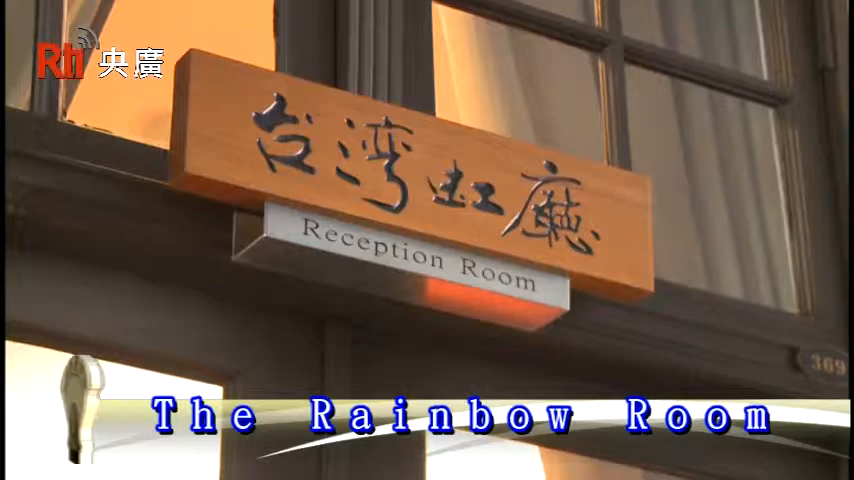 Rti 央廣
台灣虹廳
Reception Room
369
The Rainbow Room